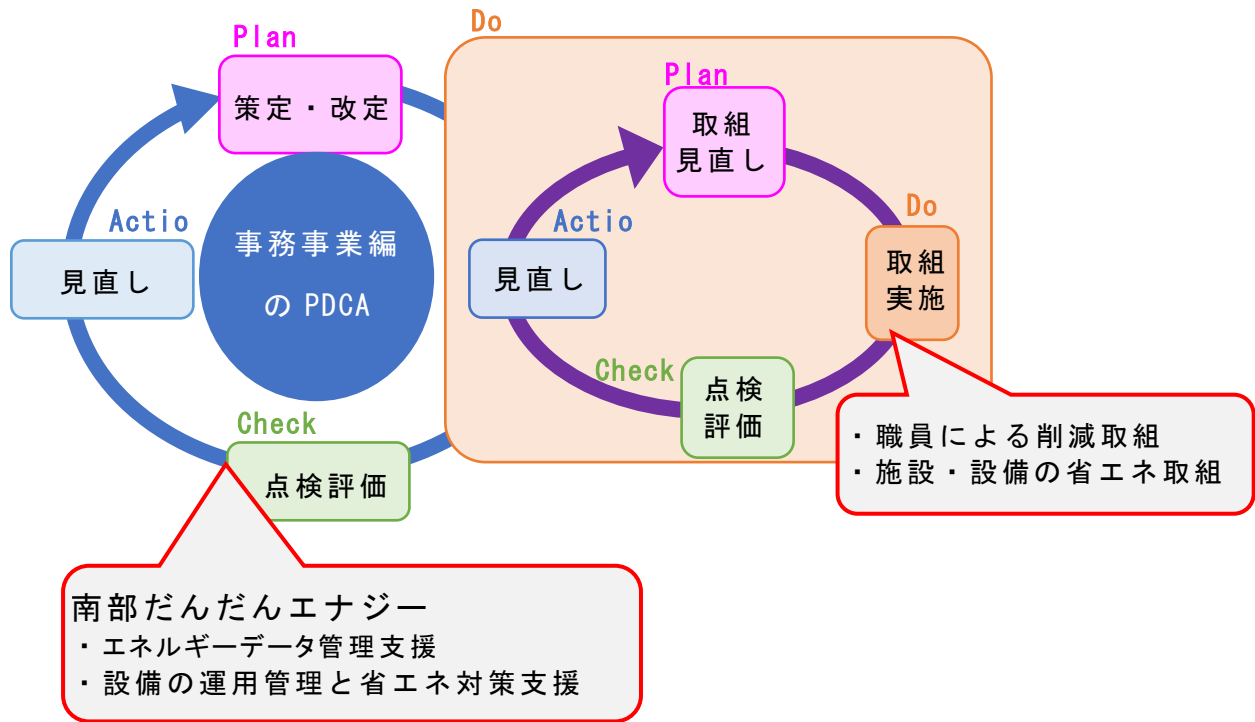 Plan
策定・改定
Actio
見直し
事務事業編
の PDCA
Check
点検評価
Do
Plan
取組
見直し
Do
取組
実施
Actio
見直し
Check
点検
評価
・職員による削減取組
・施設・設備の省エネ取組
南部だんだんエナジー
・エネルギーデータ管理支援
・設備の運用管理と省エネ対策支援